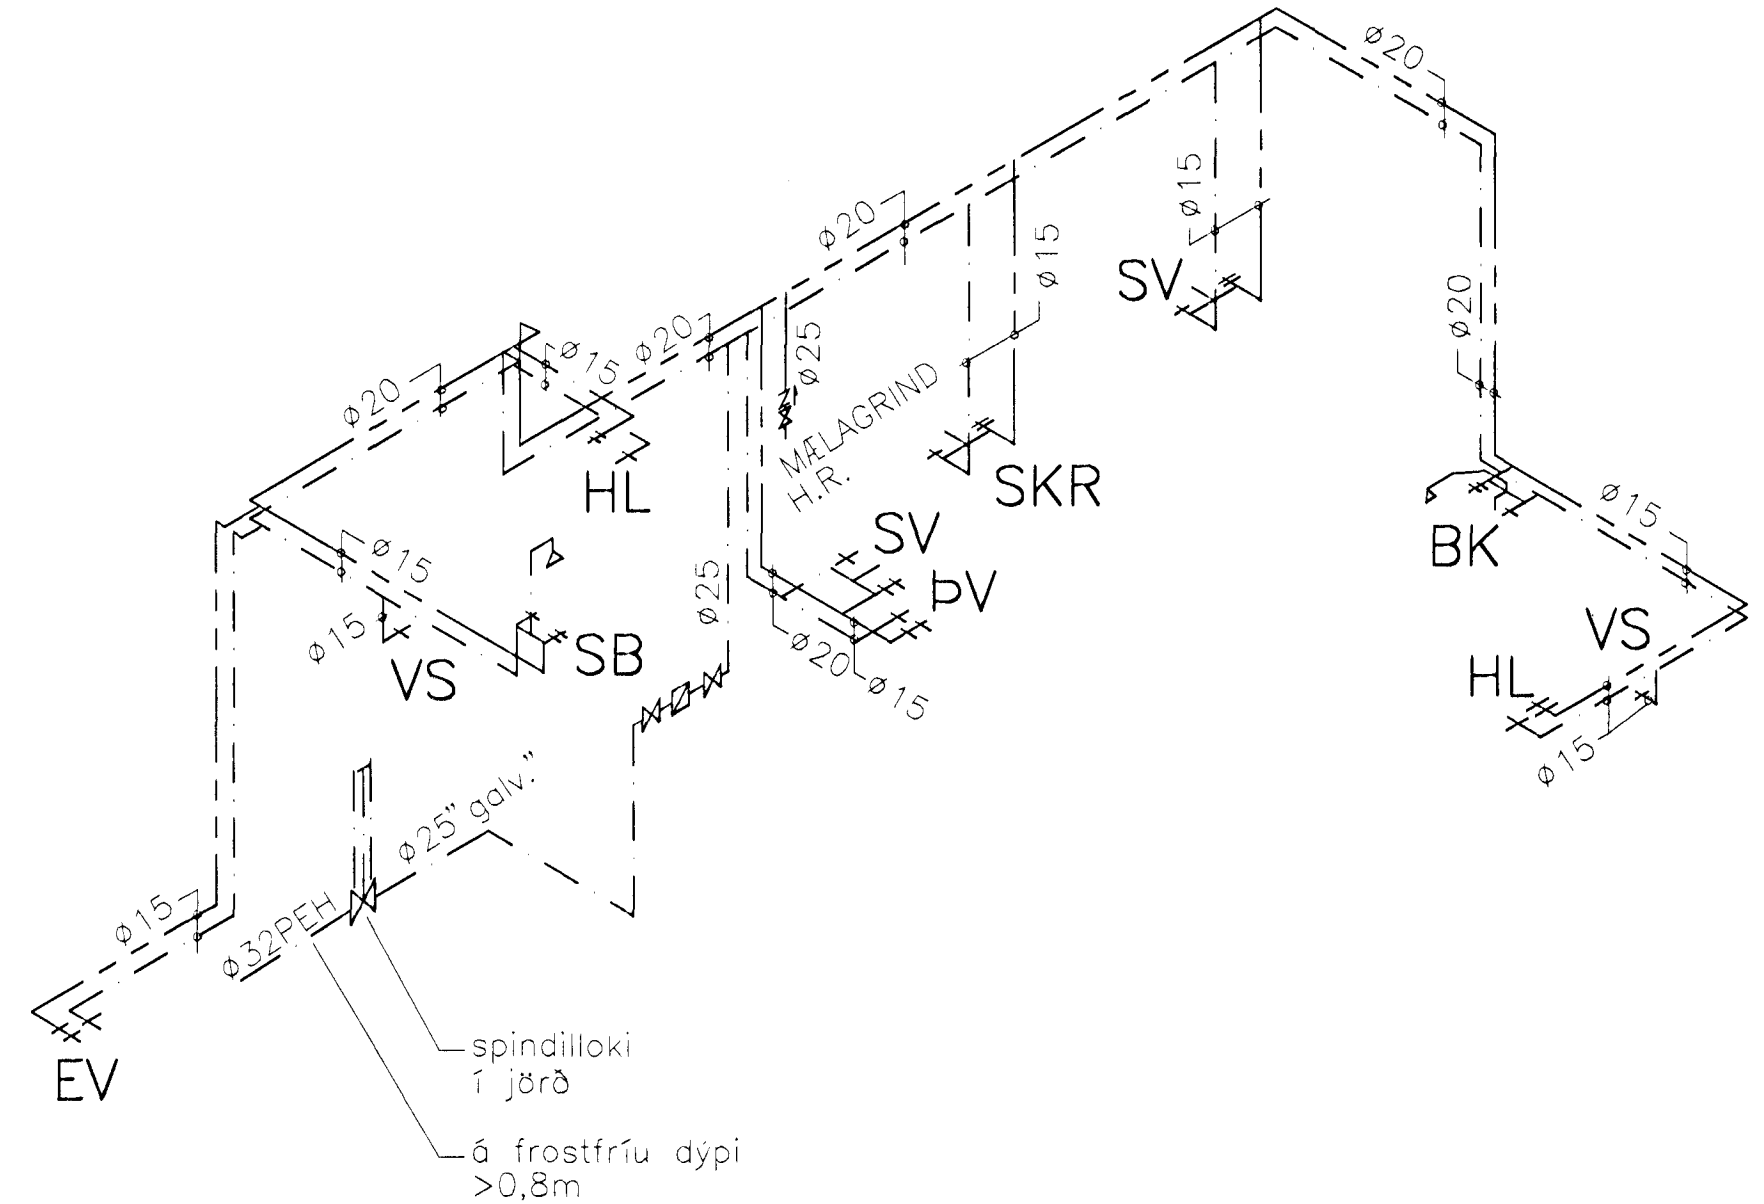 ø20
ø15
SV
ø20
ø15
ø20
ø25
ø20
ø15
ø20
MÆLAGRIND
H.R.
SKR
HL
SV
ÞV
BK
ø15
ø15
ø15
VS
SB
ø25
ø20
ø15
VS
HL
ø15
ø25" galv."
ø15
ø32PEH
EV
spindilloki
í jörð
á frostfríu dýpi
>0,8m